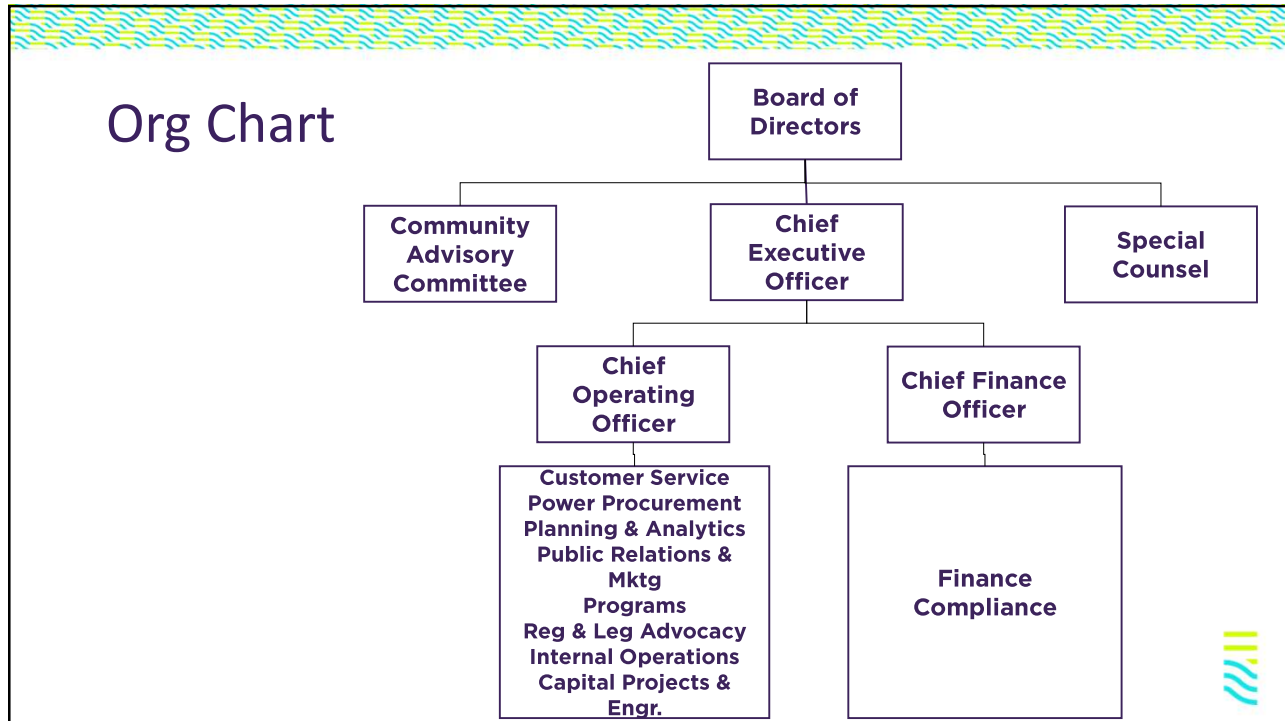 Org Chart
Board of
Directors
Community
Advisory
Committee
Chief
Executive
Officer
Special
Counsel
Chief
Operating
Officer
Chief Finance
Officer
Customer Service
Power Procurement
Planning & Analytics
Public Relations &
Mktg
Programs
Reg & Leg Advocacy
Internal Operations
Capital Projects &
Engr.
Finance
Compliance